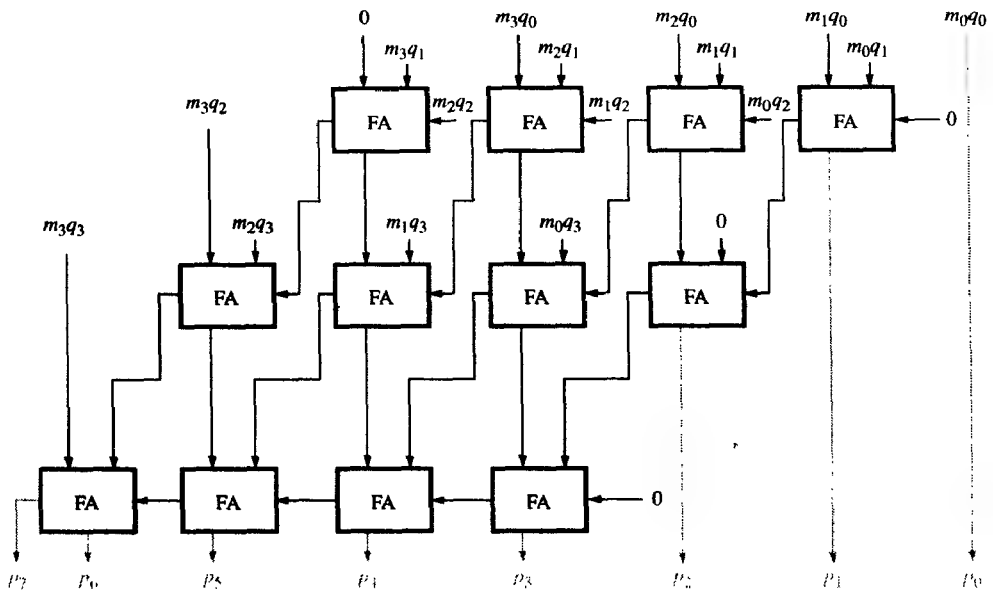 0 m₃q₀ m₂q₀ m₁q₀ m₀q₀
m₃q₁ m₂q₁ m₁q₁ m₀q₁
m₃q₂ FA m₂q₂ FA m₁q₂ FA m₀q₂ FA 0
m₃q₃ m₂q₃ m₁q₃ m₀q₃ 0
FA FA FA FA
FA FA FA FA 0
p₇ p₆ p₅ p₄ p₃ p₂ p₁ p₀